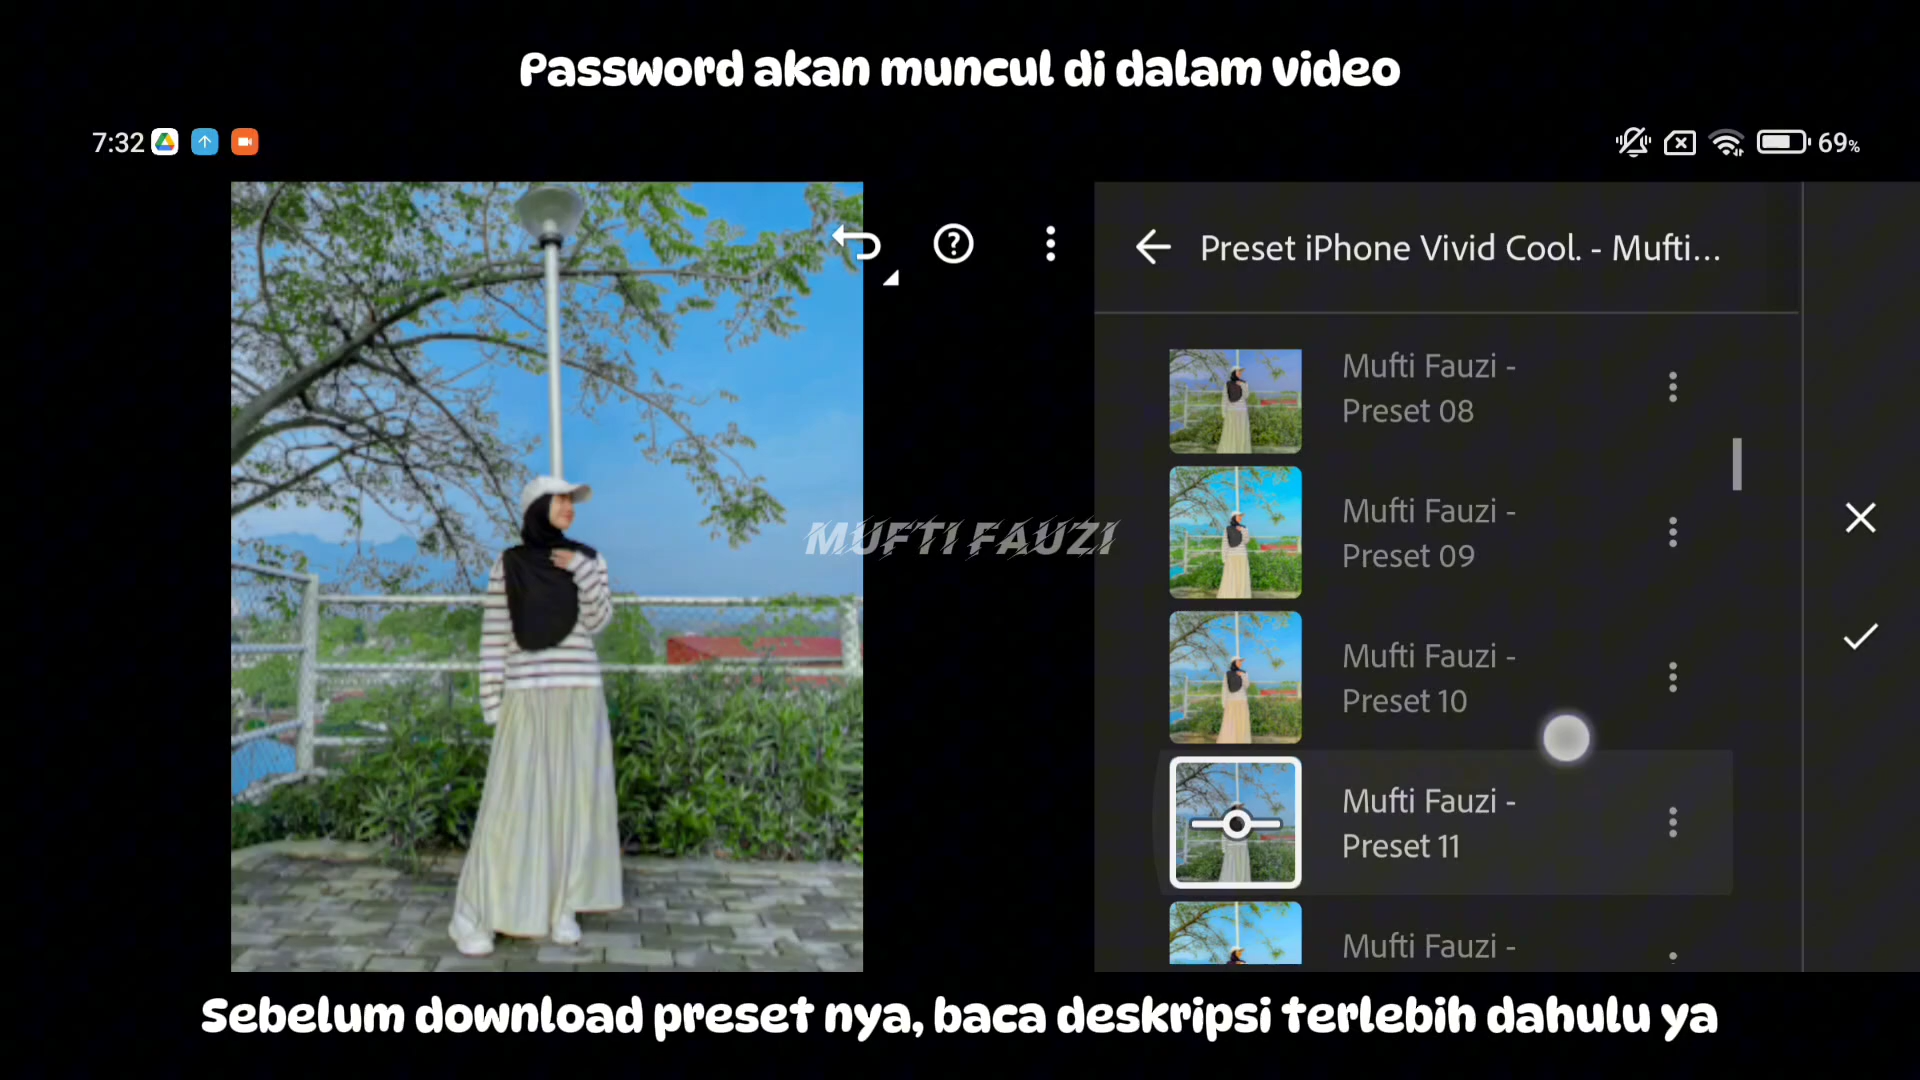 Password akan muncul di dalam video
7:32
69%
Preset iPhone Vivid Cool. - Mufti...
Mufti Fauzi -
Preset 08
Mufti Fauzi -
Preset 09
MUFTI FAUZI
Mufti Fauzi -
Preset 10
Mufti Fauzi -
Preset 11
Mufti Fauzi -
Sebelum download preset nya, baca deskripsi terlebih dahulu ya